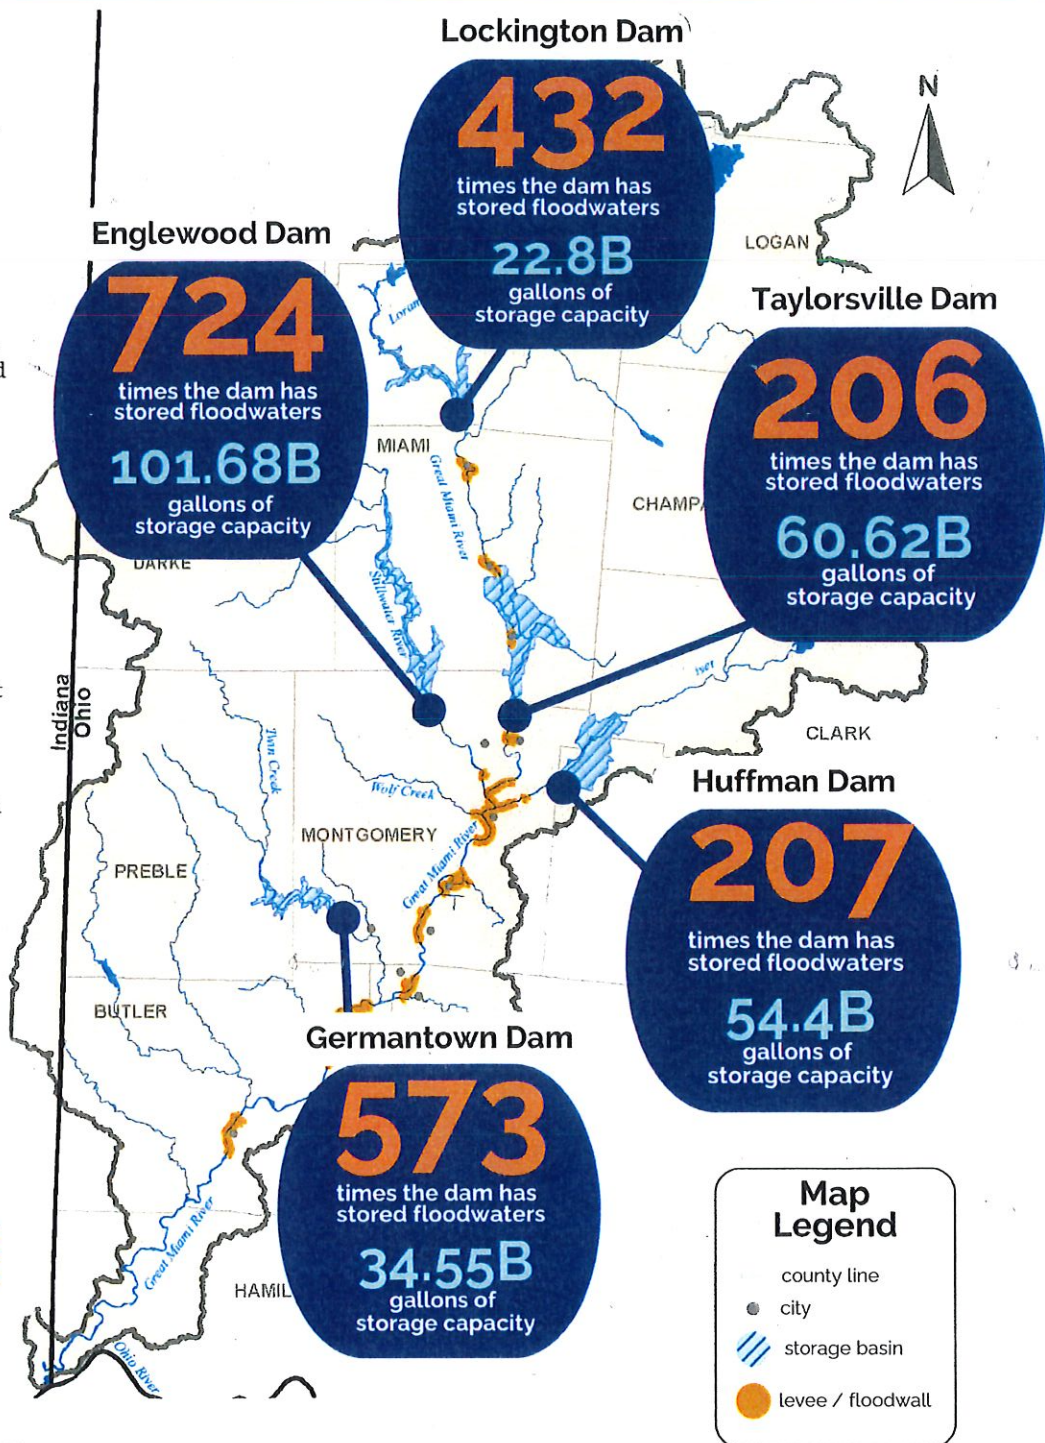 Lockington Dam
432
times the dam has
stored floodwaters
22.8B
gallons of
storage capacity
N
LOGAN
Englewood Dam
724
times the dam has
stored floodwaters
101.68B
gallons of
storage capacity
Taylorsville Dam
206
times the dam has
stored floodwaters
60.62B
gallons of
storage capacity
MIAMI
Great Miami River
CHAMPA
DARKE
Stillwater River
Indiana
Ohio
CLARK
Twin Creek
Wolf Creek
MONTGOMERY
Great Miami River
PREBLE
Huffman Dam
207
times the dam has
stored floodwaters
54.4B
gallons of
storage capacity
BUTLER
Germantown Dam
573
times the dam has
stored floodwaters
34.55B
gallons of
storage capacity
Great Miami River
HAMIL
Ohio River
Map
Legend
county line
city
storage basin
levee / floodwall